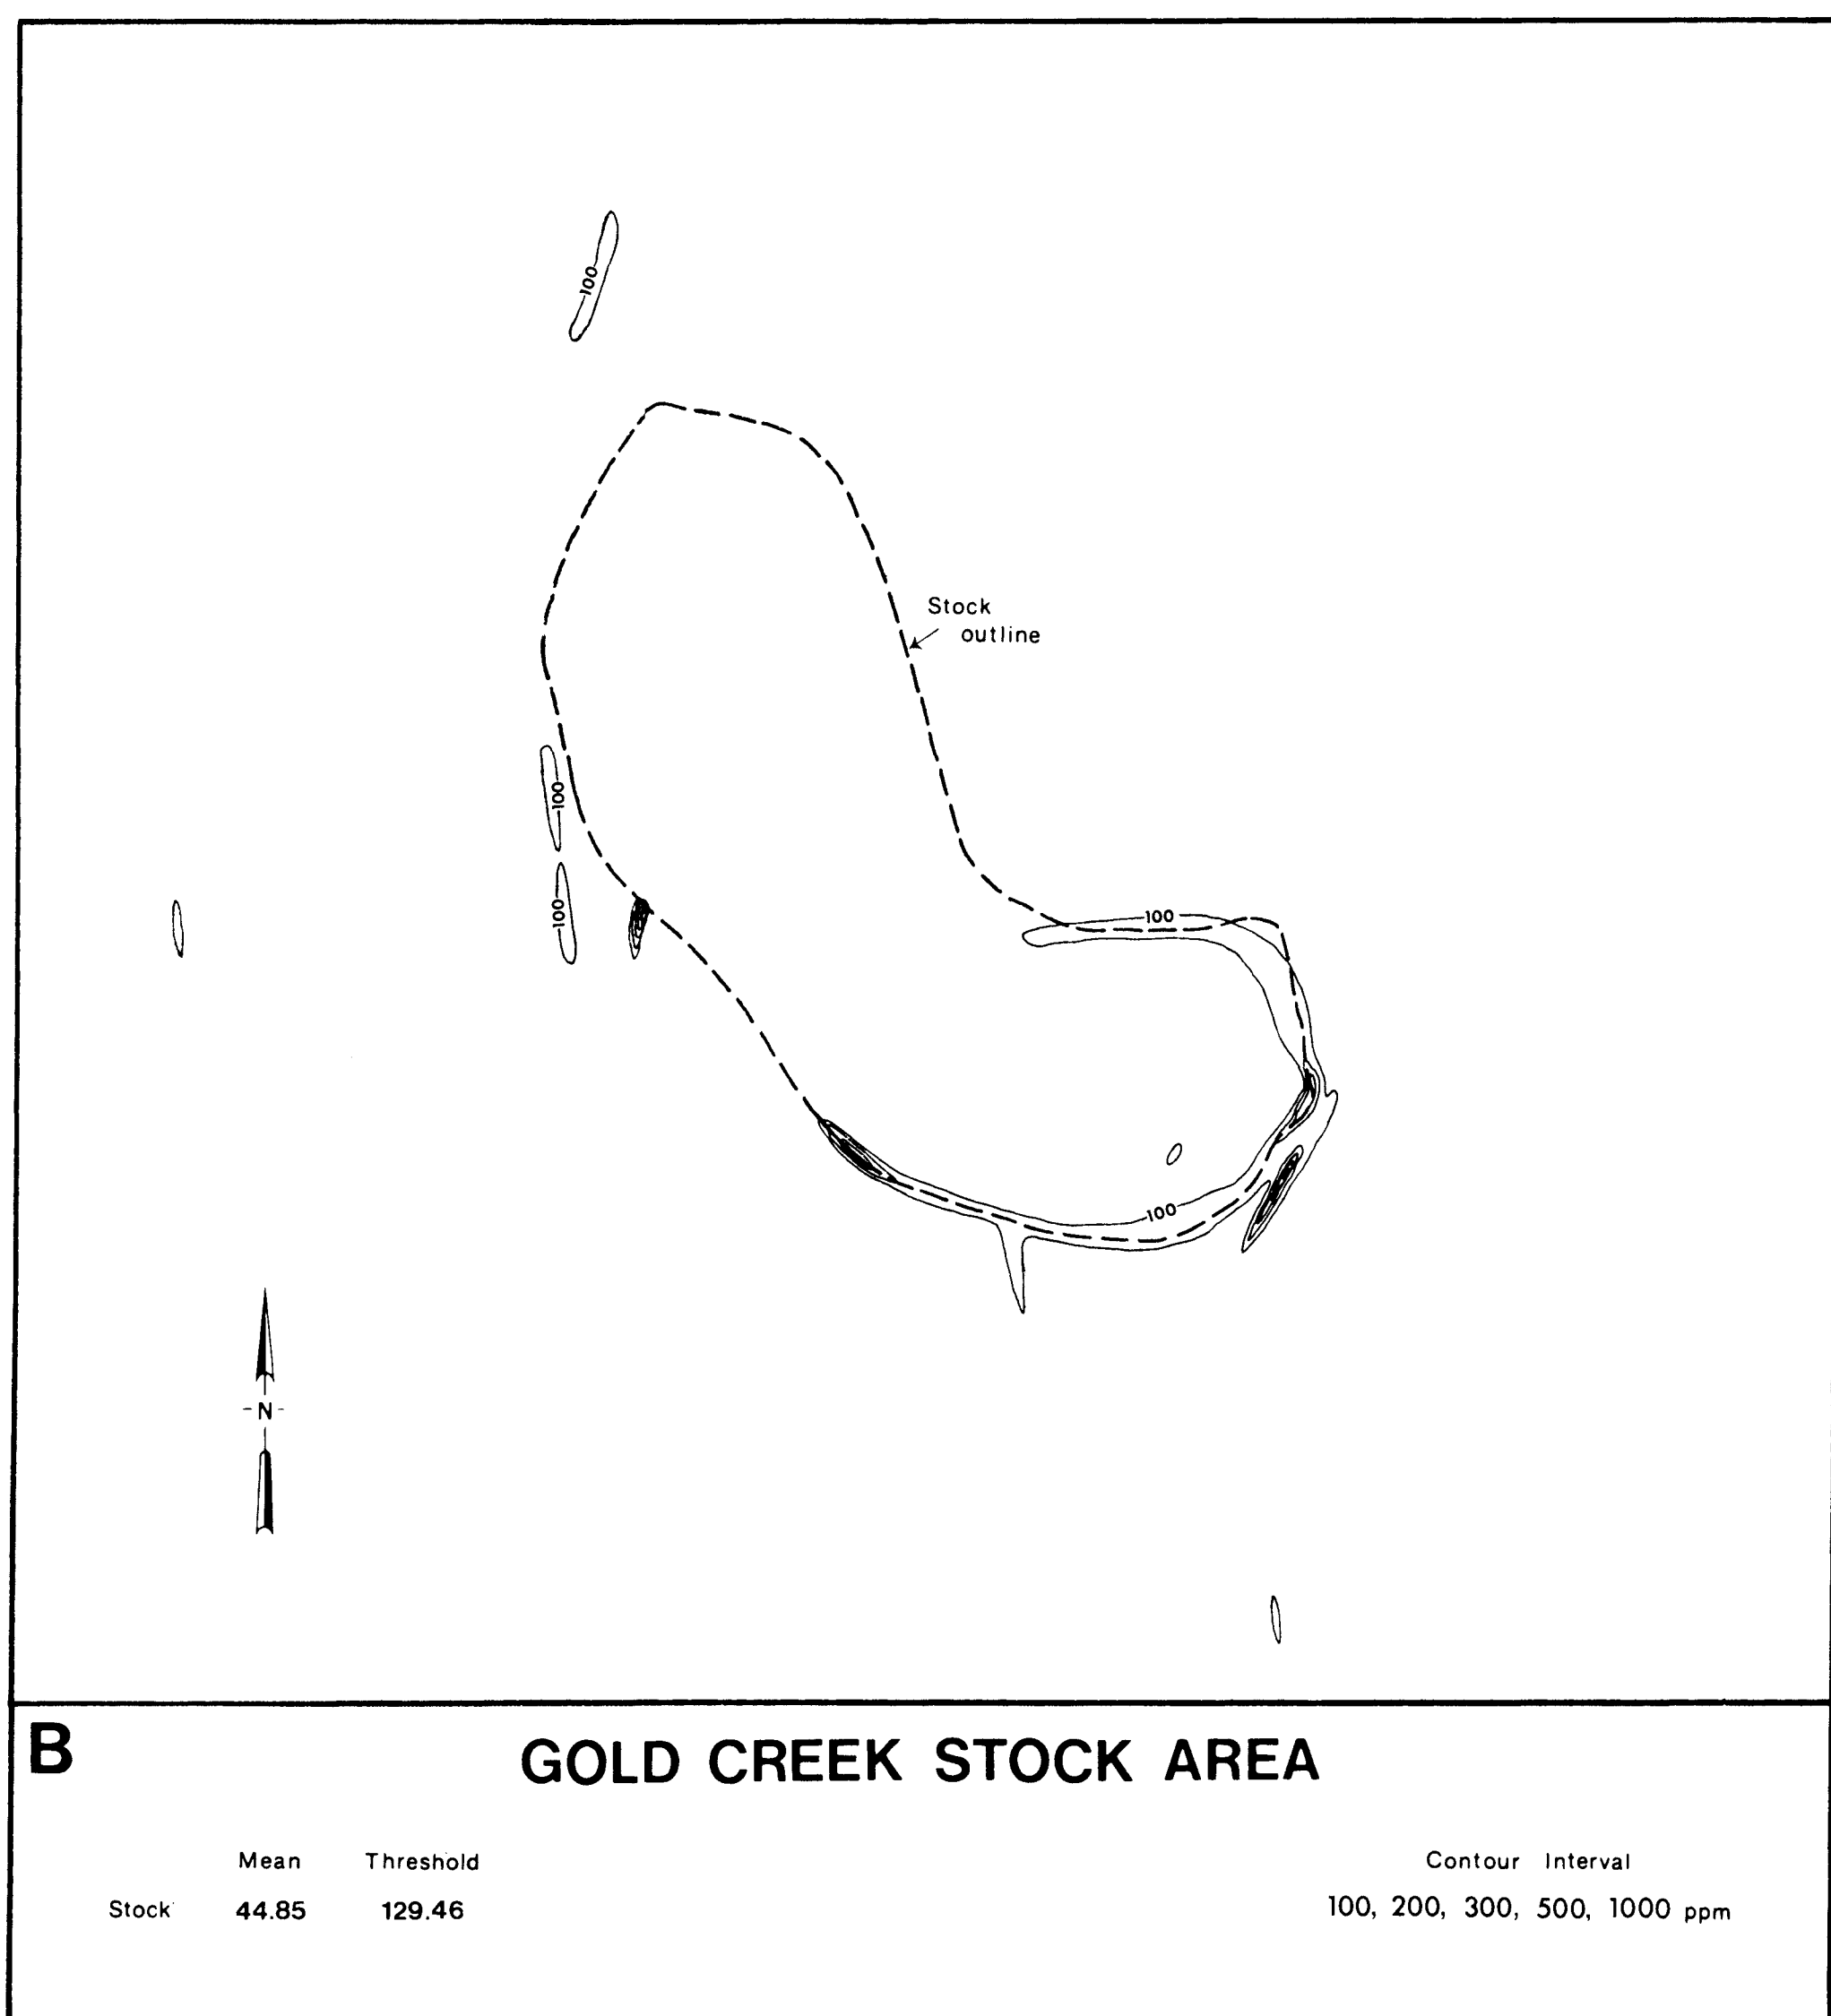 100
Stock
outline
100
100
100
100
-N-
B
GOLD CREEK STOCK AREA
Mean Threshold
Stock 44.85 129.46
Contour Interval
100, 200, 300, 500, 1000 ppm